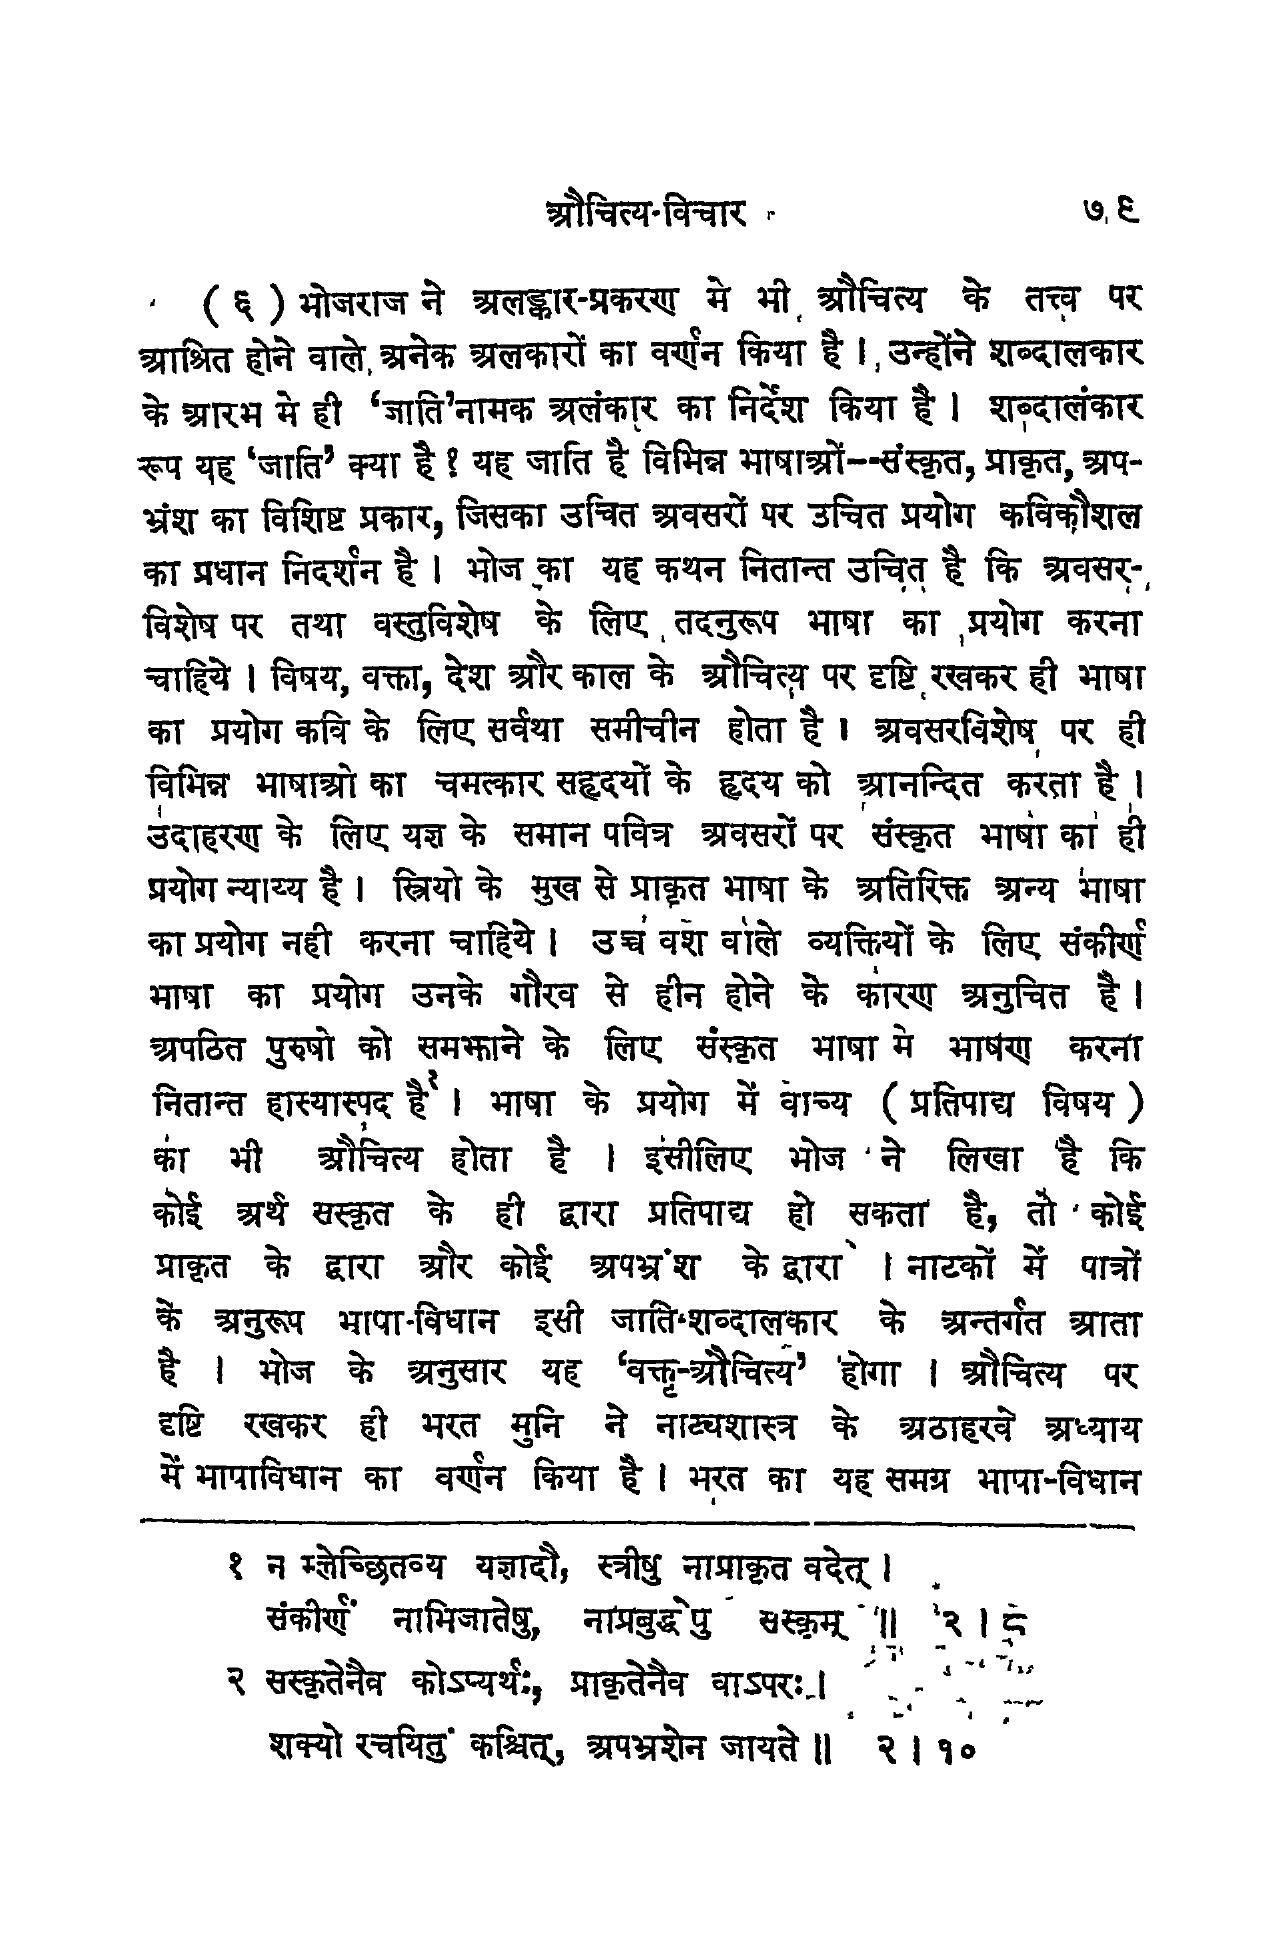 औचित्य-विचार ७९
( ६ ) भोजराज ने अलङ्कार-प्रकरण मे भी औचित्य के तत्त्व पर
आश्रित होने वाले अनेक अलकारों का वर्णन किया है । उन्होंने शब्दालकार
के आरभ मे ही ‘जाति’नामक अलंकार का निर्देश किया है । शब्दालंकार
रूप यह ‘जाति’ क्या है ? यह जाति है विभिन्न भाषाओं--संस्कृत, प्राकृत, अप-
भ्रंश का विशिष्ट प्रकार, जिसका उचित अवसरों पर उचित प्रयोग कविकौशल
का प्रधान निदर्शन है । भोज का यह कथन नितान्त उचित है कि अवसर-
विशेष पर तथा वस्तुविशेष के लिए तदनुरूप भाषा का प्रयोग करना
चाहिये । विषय, वक्ता, देश और काल के औचित्य पर दृष्टि रखकर ही भाषा
का प्रयोग कवि के लिए सर्वथा समीचीन होता है । अवसरविशेष पर ही
विभिन्न भाषाओ का चमत्कार सहृदयों के हृदय को आनन्दित करता है ।
उदाहरण के लिए यज्ञ के समान पवित्र अवसरों पर संस्कृत भाषा का ही
प्रयोग न्याय्य है । स्त्रियो के मुख से प्राकृत भाषा के अतिरिक्त अन्य भाषा
का प्रयोग नही करना चाहिये । उच्च वश वाले व्यक्तियों के लिए संकीर्ण
भाषा का प्रयोग उनके गौरव से हीन होने के कारण अनुचित है ।
अपठित पुरुषो को समझाने के लिए संस्कृत भाषा मे भाषण करना
नितान्त हास्यास्पद है१ । भाषा के प्रयोग में वाच्य ( प्रतिपाद्य विषय )
का भी औचित्य होता है । इसीलिए भोज ने लिखा है कि
कोई अर्थ सस्कृत के ही द्वारा प्रतिपाद्य हो सकता है, तो कोई
प्राकृत के द्वारा और कोई अपभ्रंश के द्वारा । नाटकों में पात्रों
के अनुरूप भाषा-विधान इसी जाति-शब्दालकार के अन्तर्गत आता
है । भोज के अनुसार यह ‘वक्तृ-औचित्य’ होगा । औचित्य पर
दृष्टि रखकर ही भरत मुनि ने नाट्यशास्त्र के अठाहरवे अध्याय
में भाषाविधान का वर्णन किया है । भरत का यह समग्र भाषा-विधान
१ न म्लेच्छितव्य यज्ञादौ, स्त्रीषु नाप्राकृत वदेत् ।
संकीर्णं नाभिजातेषु, नाप्रबुद्धेषु सस्कृम् ॥ २ । ८
२ सस्कृतेनैव कोऽप्यर्थः, प्राकृतेनैव वाऽपरः ।
शक्यो रचयितुं कश्चित्, अपभ्रशेन जायते ॥ २ । १०